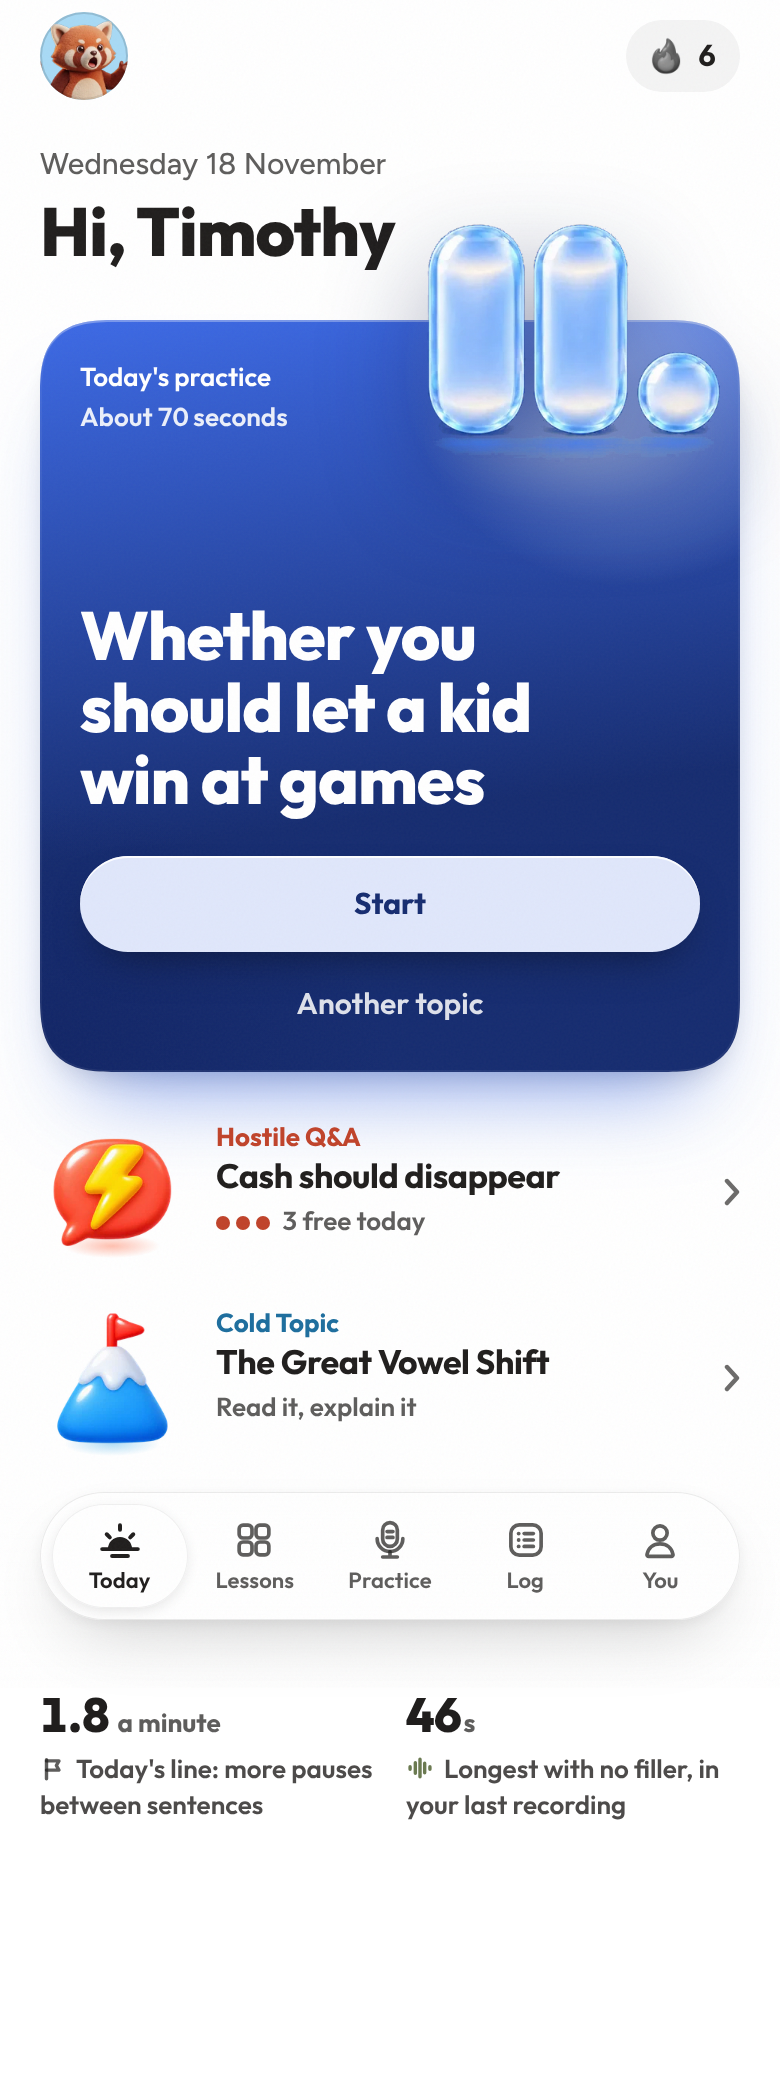 6
Wednesday 18 November
Hi, Timothy
Today's practice
About 70 seconds
Whether you
should let a kid
win at games
Start
Another topic
Hostile Q&A
Cash should disappear
3 free today
Cold Topic
The Great Vowel Shift
Read it, explain it
Today
Lessons
Practice
Log
You
1.8 a minute
Today's line: more pauses
between sentences
46s
Longest with no filler, in
your last recording